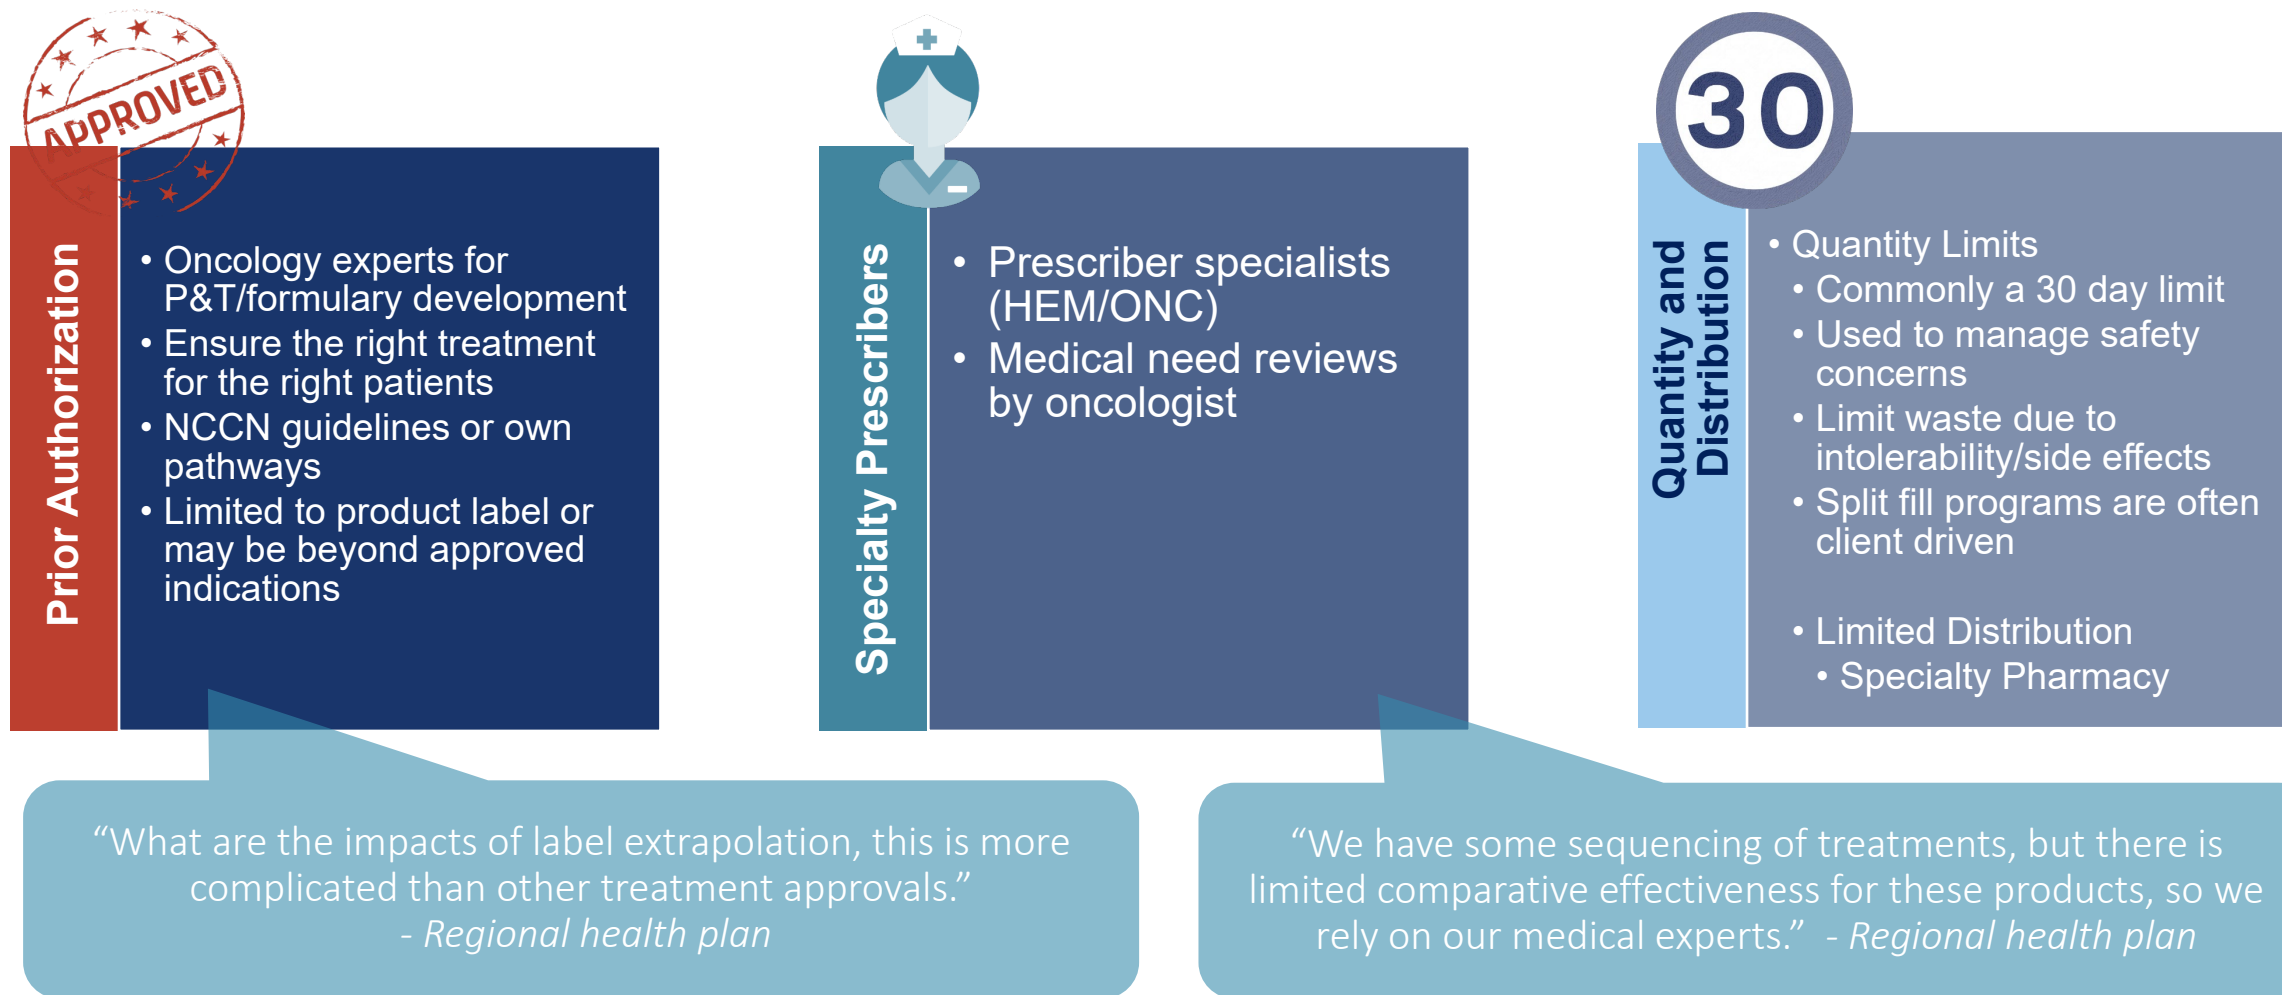 APPROVED
Prior Authorization
• Oncology experts for
P&T/formulary development
• Ensure the right treatment
for the right patients
• NCCN guidelines or own
pathways
• Limited to product label or
may be beyond approved
indications
Specialty Prescribers
• Prescriber specialists
(HEM/ONC)
• Medical need reviews
by oncologist
30
Quantity and
Distribution
• Quantity Limits
• Commonly a 30 day limit
• Used to manage safety
concerns
• Limit waste due to
intolerability/side effects
• Split fill programs are often
client driven
• Limited Distribution
• Specialty Pharmacy
“What are the impacts of label extrapolation, this is more
complicated than other treatment approvals.”
- Regional health plan
“We have some sequencing of treatments, but there is
limited comparative effectiveness for these products, so we
rely on our medical experts.” - Regional health plan